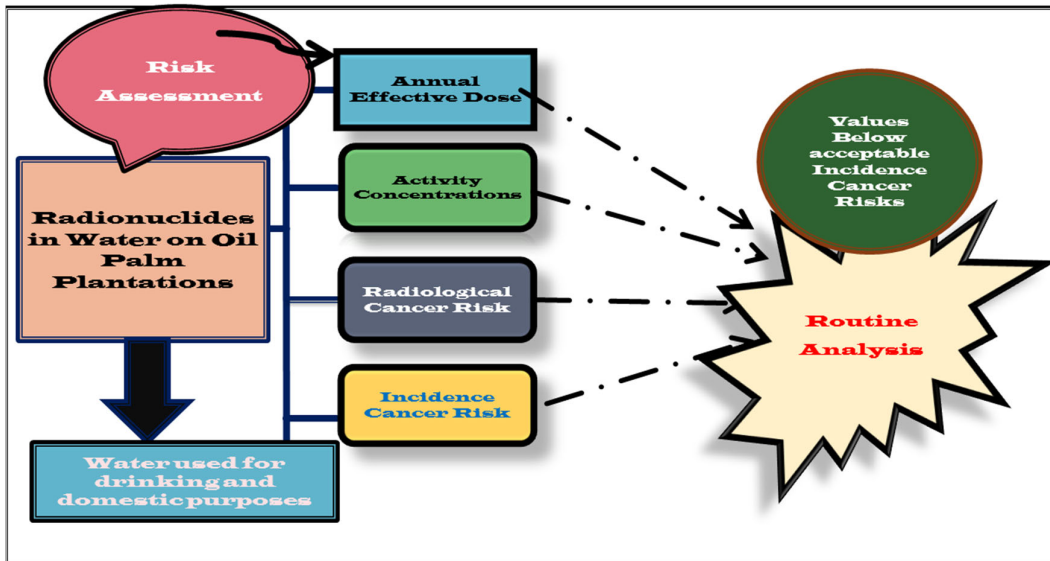 Risk
Assessment
Radionuclides
in Water on Oil
Palm
Plantations
Water used for
drinking and
domestic purposes
Annual
Effective Dose
Activity
Concentrations
Radiological
Cancer Risk
Incidence
Cancer Risk
Values
Below
acceptable
Incidence
Cancer
Risks
Routine
Analysis